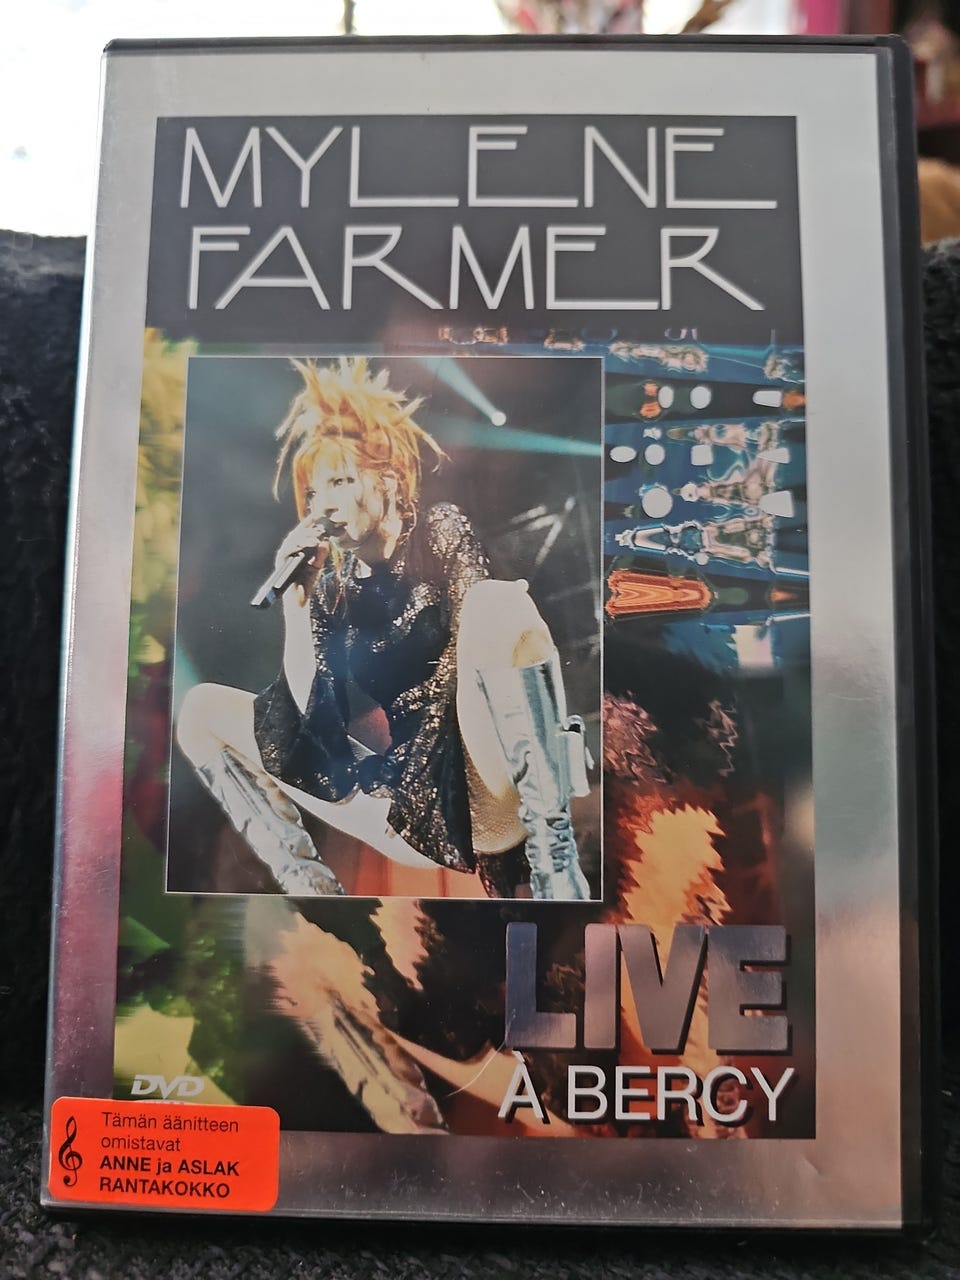 MYLENE
FARMER
LIVE
À BERCY
DVD
Tämän äänitteen
omistavat
ANNE ja ASLAK
RANTAKOKKO